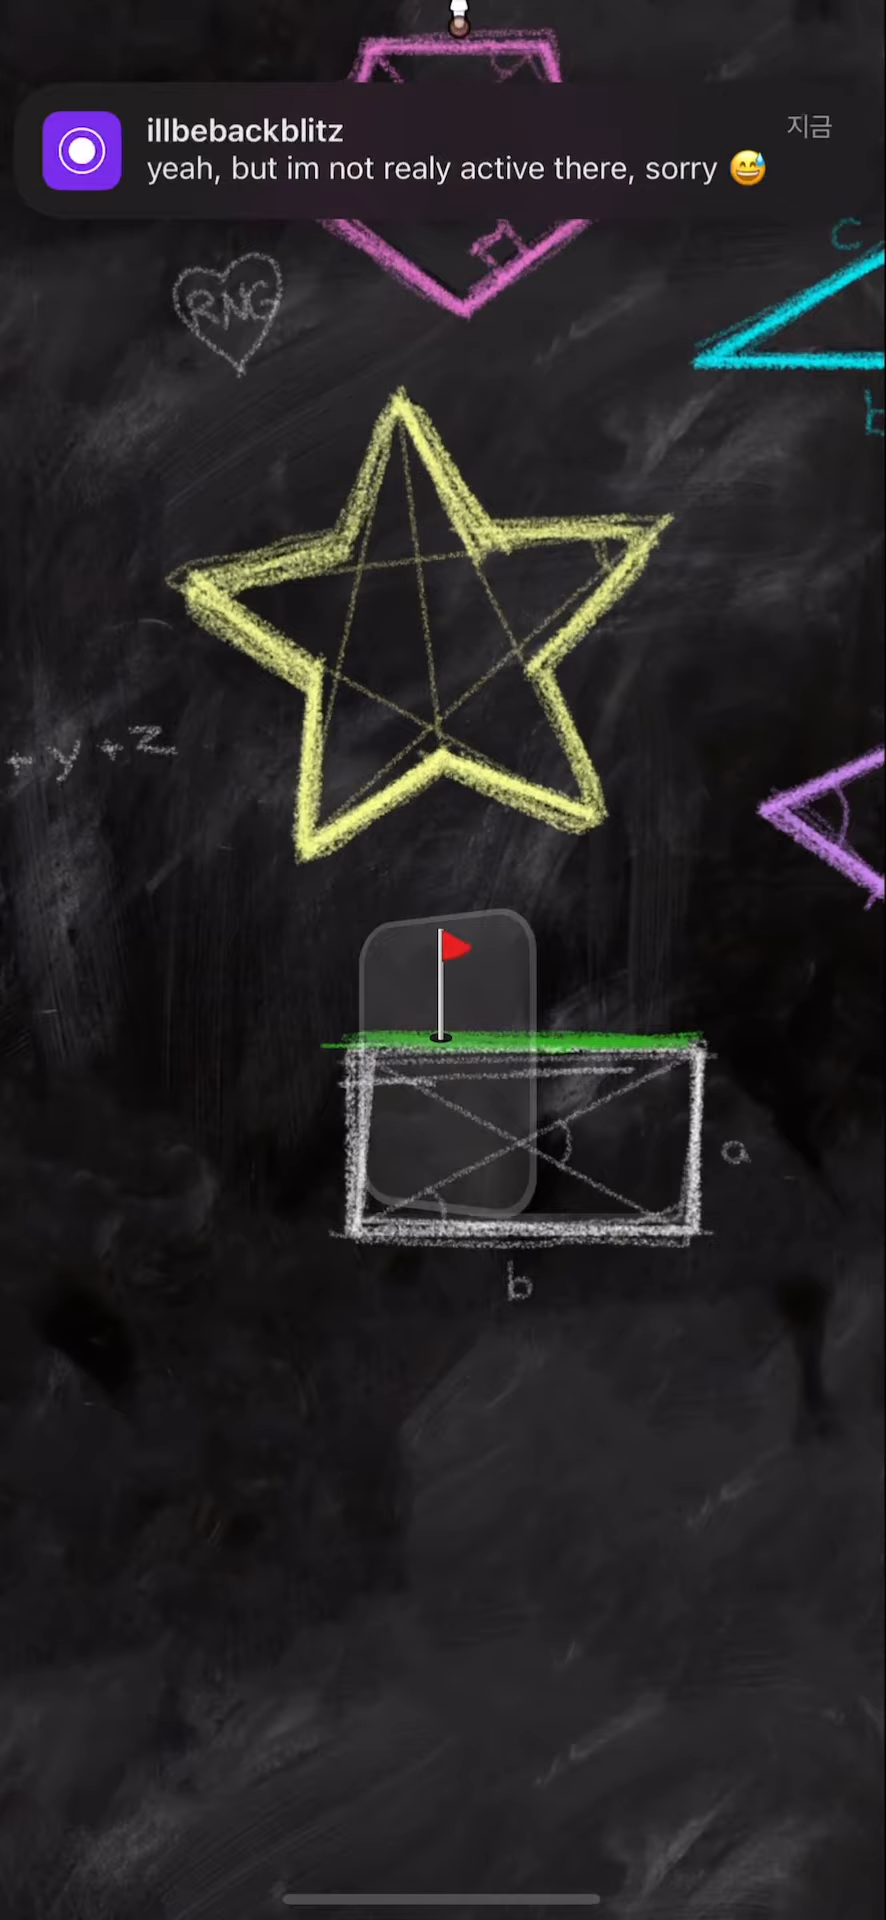 illbebackblitz
지금
yeah, but im not realy active there, sorry 😅
c
RNG
b
+y+z
a
b